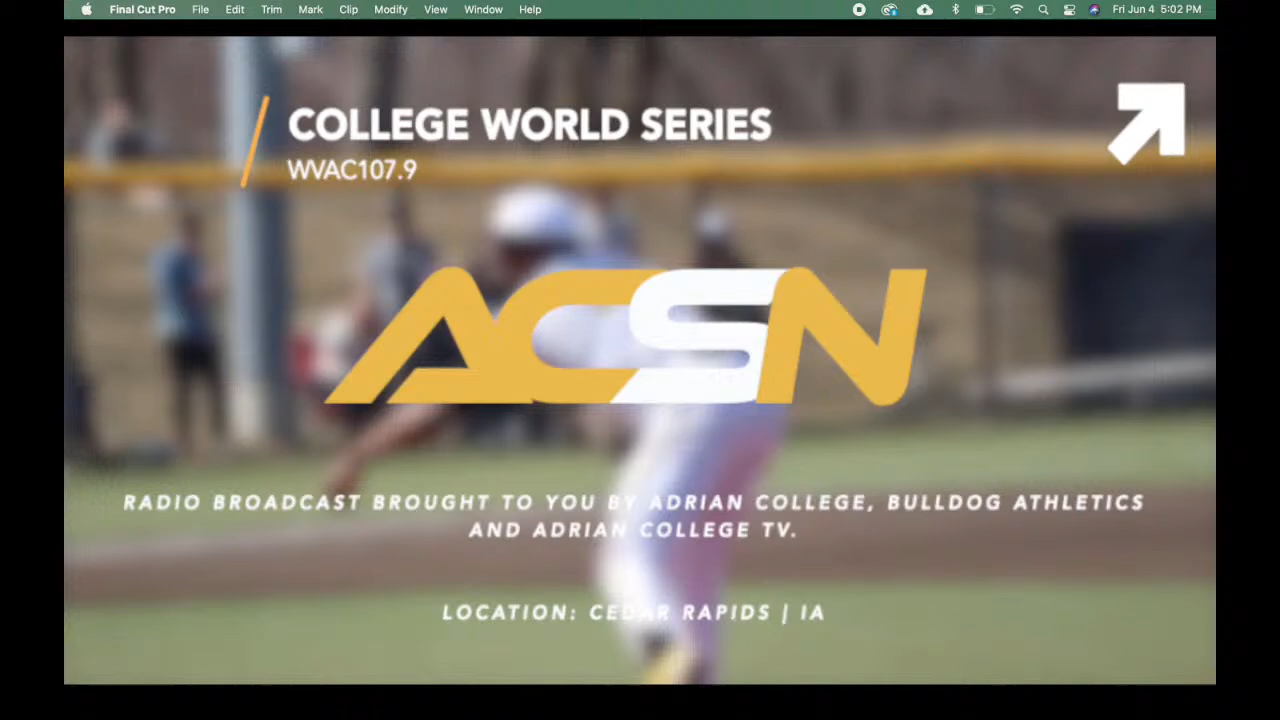 Final Cut Pro File Edit Trim Mark Clip Modify View Window Help Fri Jun 4 5:02 PM
COLLEGE WORLD SERIES
WVAC107.9
ACSN
RADIO BROADCAST BROUGHT TO YOU BY ADRIAN COLLEGE, BULLDOG ATHLETICS
AND ADRIAN COLLEGE TV.
LOCATION: CEDAR RAPIDS | IA